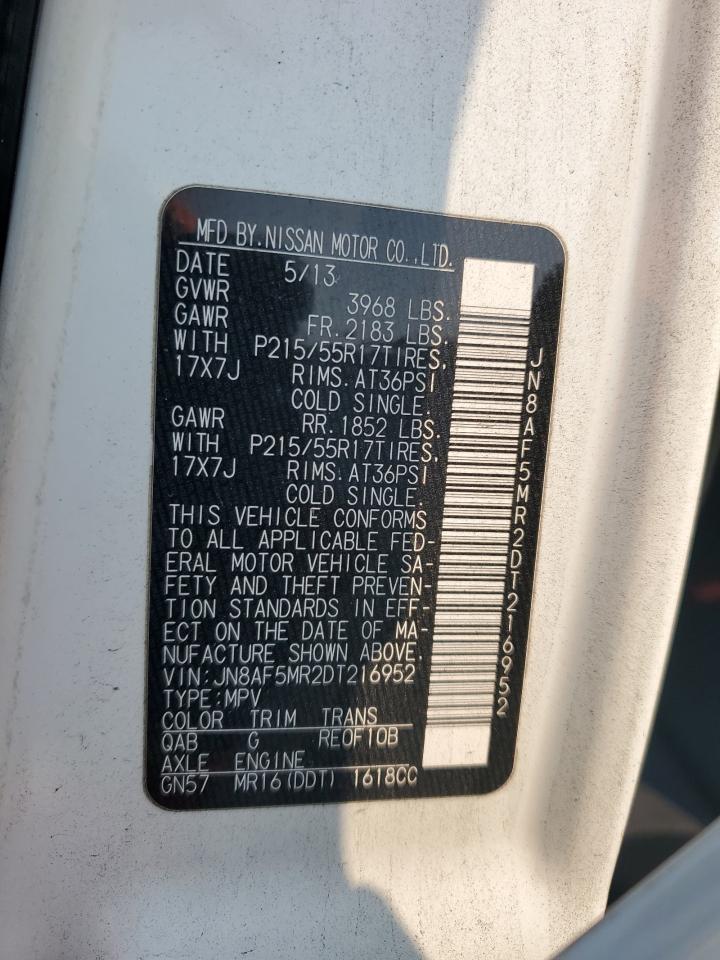 MFD BY.NISSAN MOTOR CO.,LTD.
DATE 5/13
GVWR 3968 LBS.
GAWR FR.2183 LBS.
WITH P215/55R17TIRES,
17X7J RIMS.AT36PSI
COLD SINGLE.
GAWR RR.1852 LBS.
WITH P215/55R17TIRES,
17X7J RIMS.AT36PSI
COLD SINGLE.
THIS VEHICLE CONFORMS
TO ALL APPLICABLE FED-
ERAL MOTOR VEHICLE SA-
FETY AND THEFT PREVEN-
TION STANDARDS IN EFF-
ECT ON THE DATE OF MA-
NUFACTURE SHOWN ABOVE.
VIN:JN8AF5MR2DT216952
TYPE:MPV
COLOR TRIM TRANS
QAB G REOF10B
AXLE ENGINE
GN57 MR16(DDT) 1618CC
JN8AF5MR2DT216952